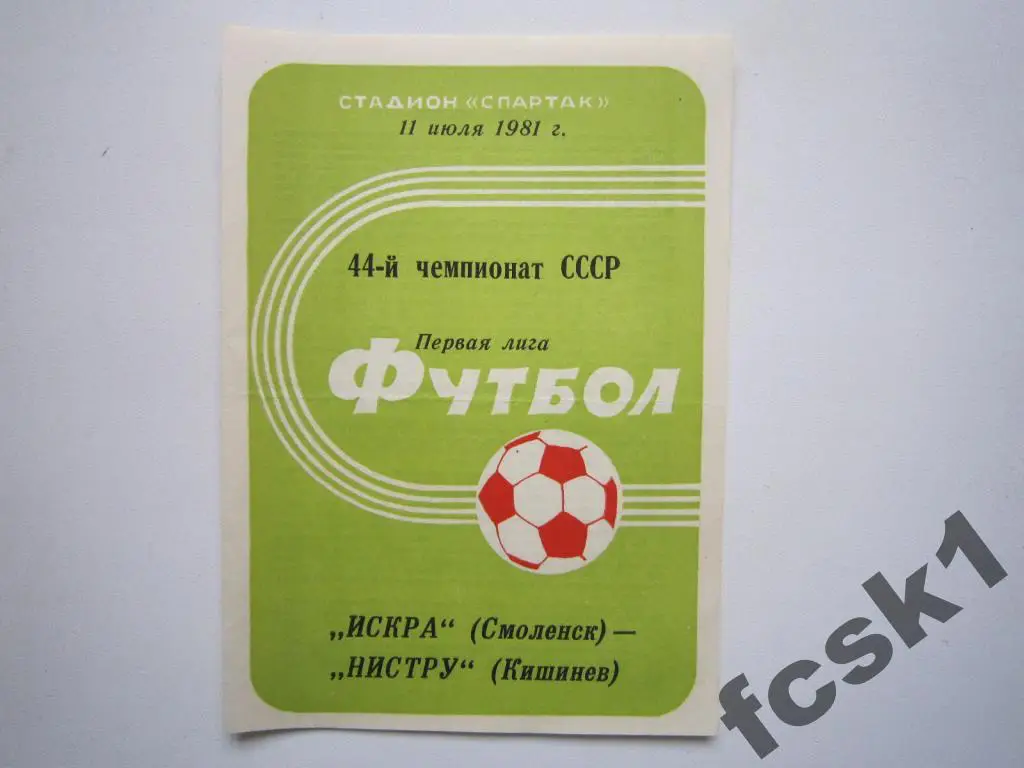 СТАДИОН «СПАРТАК»
11 июля 1981 г.
44-й чемпионат СССР
Первая лига
ФУТБОЛ
„ИСКРА" (Смоленск) —
„НИСТРУ" (Кишинев)
fcsk1